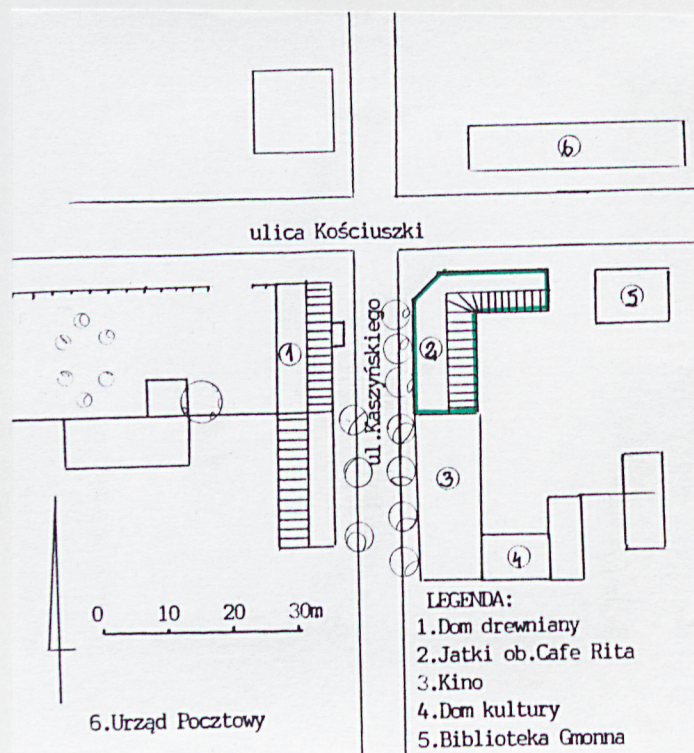 6
ulica Kościuszki
ul.Kaszyńskiego
1
2
5
3
4
0 10 20 30m
LEGENDA:
1.Dom drewniany
2.Jatki ob.Cafe Rita
3.Kino
4.Dom kultury
5.Biblioteka Gmonna
6.Urząd Pocztowy